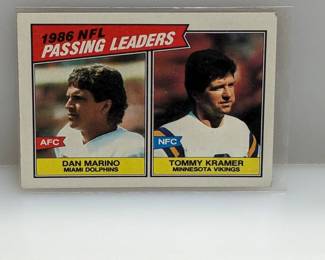 1986 NFL
PASSING LEADERS
AFC
DAN MARINO
MIAMI DOLPHINS
NFC
TOMMY KRAMER
MINNESOTA VIKINGS